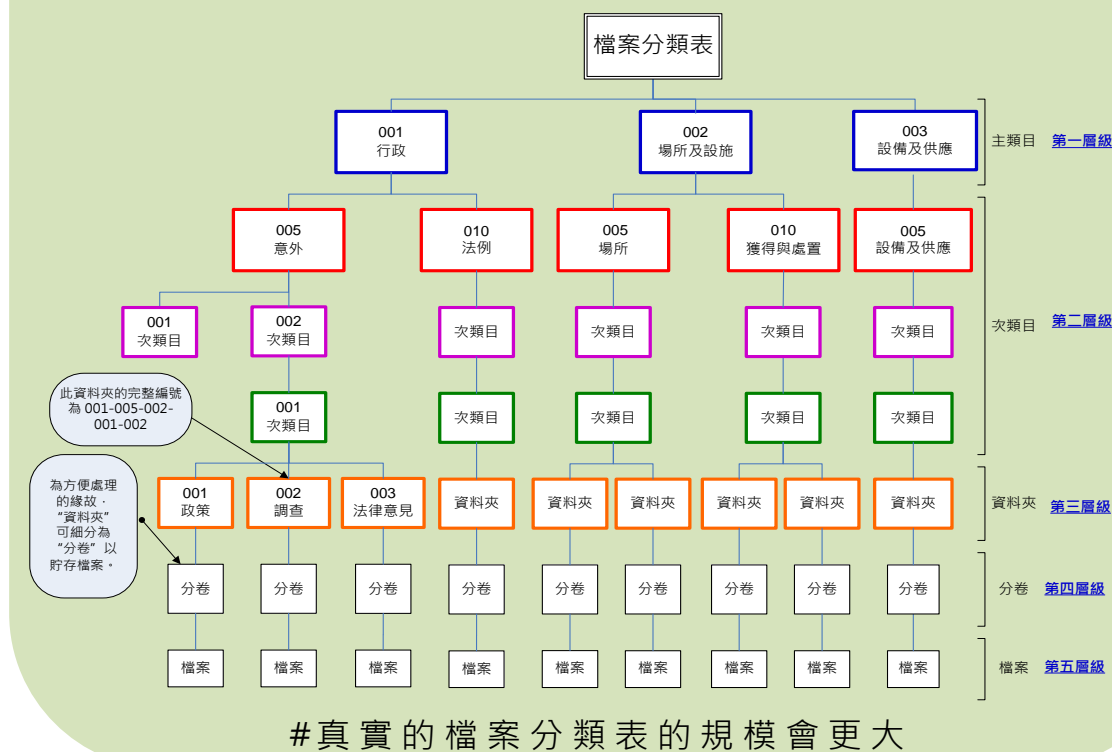 檔案分類表
001
行政
002
場所及設施
003
設備及供應
主類目 第一層級
005
意外
010
法例
005
場所
010
獲得與處置
005
設備及供應
001
次類目
002
次類目
次類目
次類目
次類目
次類目
次類目 第二層級
此資料夾的完整編號
為 001-005-002-
001-002
001
次類目
次類目
次類目
次類目
次類目
為方便處理
的緣故，
“資料夾”
可細分為
“分卷” 以
貯存檔案。
001
政策
002
調查
003
法律意見
資料夾
資料夾
資料夾
資料夾
資料夾
資料夾
資料夾 第三層級
分卷
分卷
分卷
分卷
分卷
分卷
分卷
分卷
分卷
分卷 第四層級
檔案
檔案
檔案
檔案
檔案
檔案
檔案
檔案
檔案
檔案 第五層級
#真實的檔案分類表的規模會更大